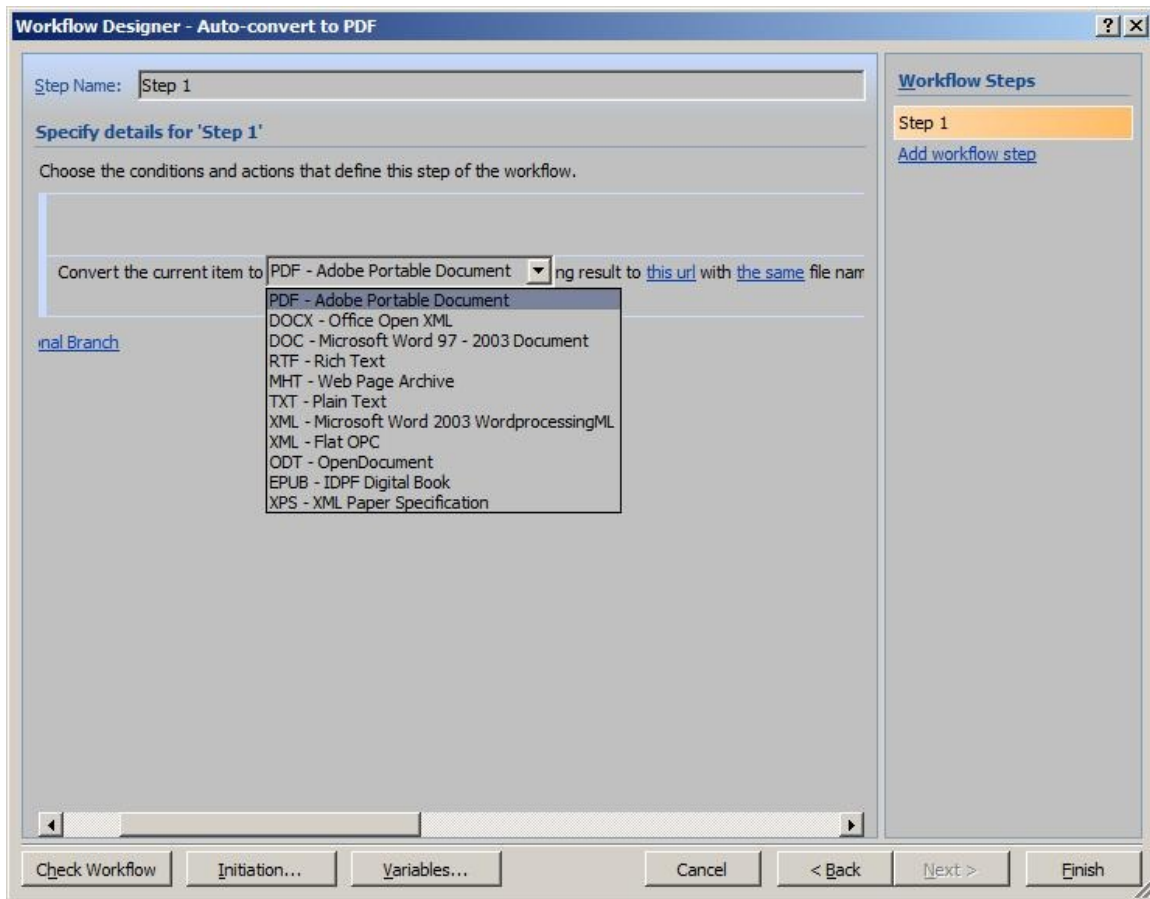 Workflow Designer - Auto-convert to PDF
Step Name: Step 1
Specify details for 'Step 1'
Choose the conditions and actions that define this step of the workflow.
Convert the current item to PDF - Adobe Portable Document ng result to this url with the same file nam
PDF - Adobe Portable Document
DOCX - Office Open XML
DOC - Microsoft Word 97 - 2003 Document
RTF - Rich Text
MHT - Web Page Archive
TXT - Plain Text
XML - Microsoft Word 2003 WordprocessingML
XML - Flat OPC
ODT - OpenDocument
EPUB - IDPF Digital Book
XPS - XML Paper Specification
nal Branch
Workflow Steps
Step 1
Add workflow step
Check Workflow Initiation... Variables... Cancel < Back Next > Finish